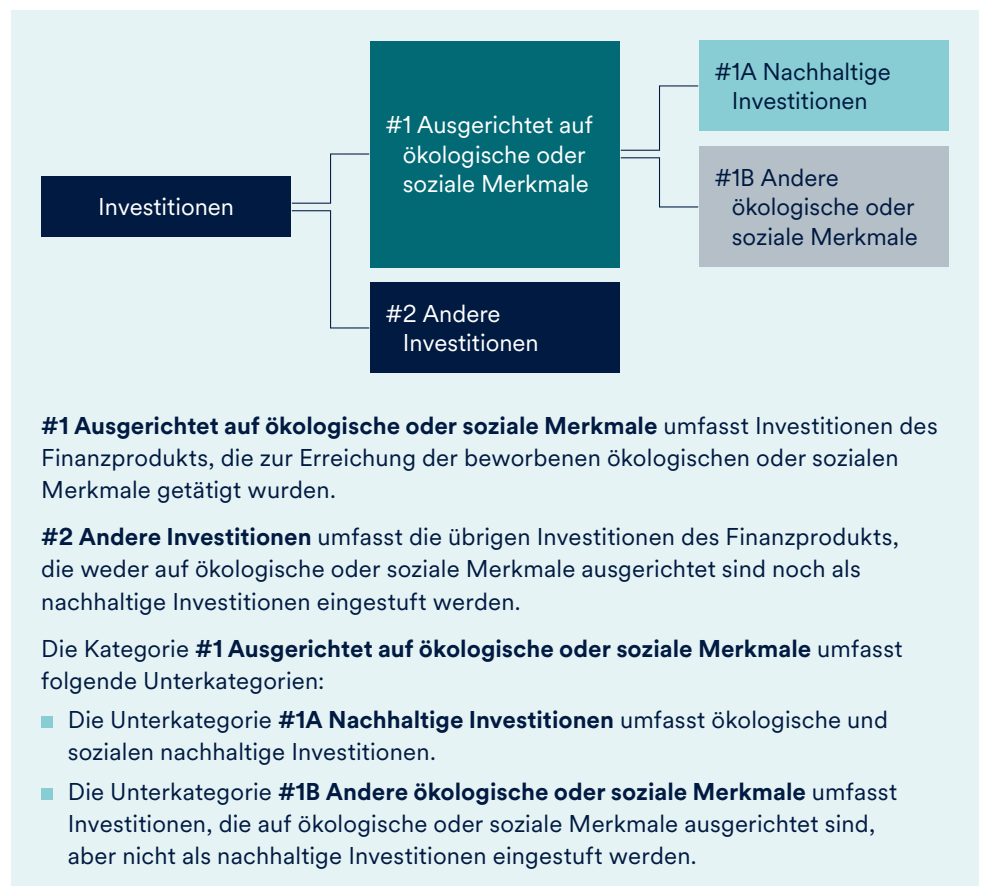 Investitionen
#1 Ausgerichtet auf
ökologische oder
soziale Merkmale
#2 Andere
Investitionen
#1A Nachhaltige
Investitionen
#1B Andere
ökologische oder
soziale Merkmale
#1 Ausgerichtet auf ökologische oder soziale Merkmale umfasst Investitionen des
Finanzprodukts, die zur Erreichung der beworbenen ökologischen oder sozialen
Merkmale getätigt wurden.
#2 Andere Investitionen umfasst die übrigen Investitionen des Finanzprodukts,
die weder auf ökologische oder soziale Merkmale ausgerichtet sind noch als
nachhaltige Investitionen eingestuft werden.
Die Kategorie #1 Ausgerichtet auf ökologische oder soziale Merkmale umfasst
folgende Unterkategorien:
Die Unterkategorie #1A Nachhaltige Investitionen umfasst ökologische und
sozialen nachhaltige Investitionen.
Die Unterkategorie #1B Andere ökologische oder soziale Merkmale umfasst
Investitionen, die auf ökologische oder soziale Merkmale ausgerichtet sind,
aber nicht als nachhaltige Investitionen eingestuft werden.